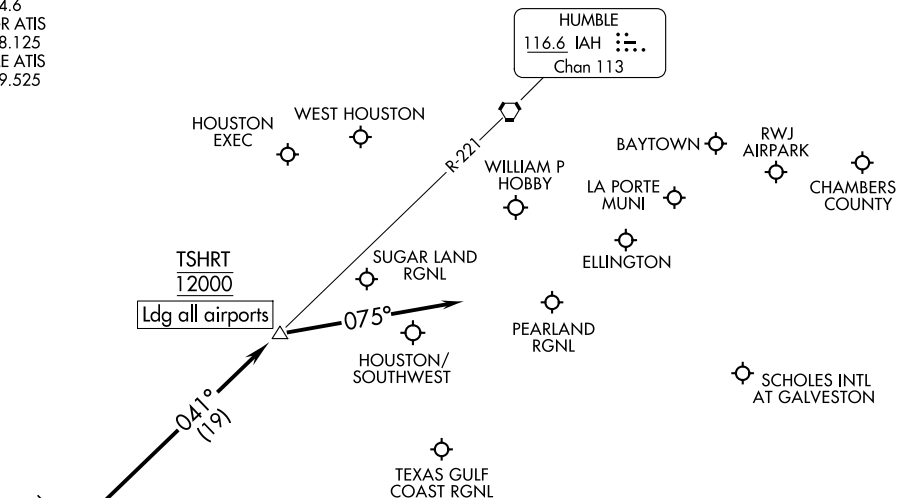 4.6
R ATIS
8.125
E ATIS
9.525
HUMBLE
116.6 IAH
Chan 113
HOUSTON
EXEC
WEST HOUSTON
R-221
WILLIAM P
HOBBY
BAYTOWN
RWJ
AIRPARK
LA PORTE
MUNI
CHAMBERS
COUNTY
ELLINGTON
TSHRT
12000
Ldg all airports
SUGAR LAND
RGNL
075°
HOUSTON/
SOUTHWEST
PEARLAND
RGNL
SCHOLES INTL
AT GALVESTON
041°
(19)
TEXAS GULF
COAST RGNL